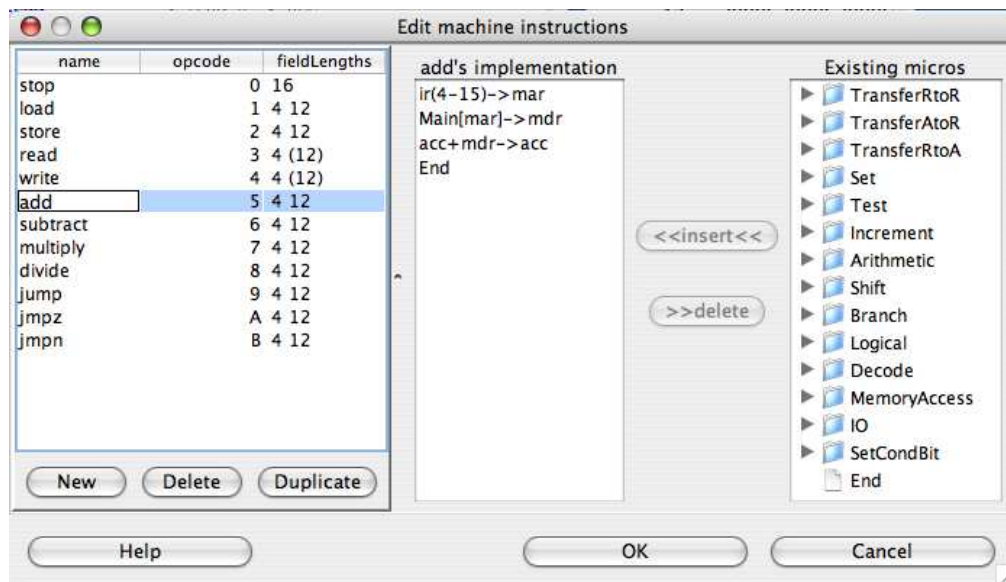 Edit machine instructions
name opcode fieldLengths
stop 0 16
load 1 4 12
store 2 4 12
read 3 4 (12)
write 4 4 (12)
add 5 4 12
subtract 6 4 12
multiply 7 4 12
divide 8 4 12
jump 9 4 12
jmpz A 4 12
jmpn B 4 12
New Delete Duplicate
add's implementation
ir(4-15)->mar
Main[mar]->mdr
acc+mdr->acc
End
<<insert<<
>>delete
Existing micros
TransferRtoR
TransferAtoR
TransferRtoA
Set
Test
Increment
Arithmetic
Shift
Branch
Logical
Decode
MemoryAccess
IO
SetCondBit
End
Help OK Cancel